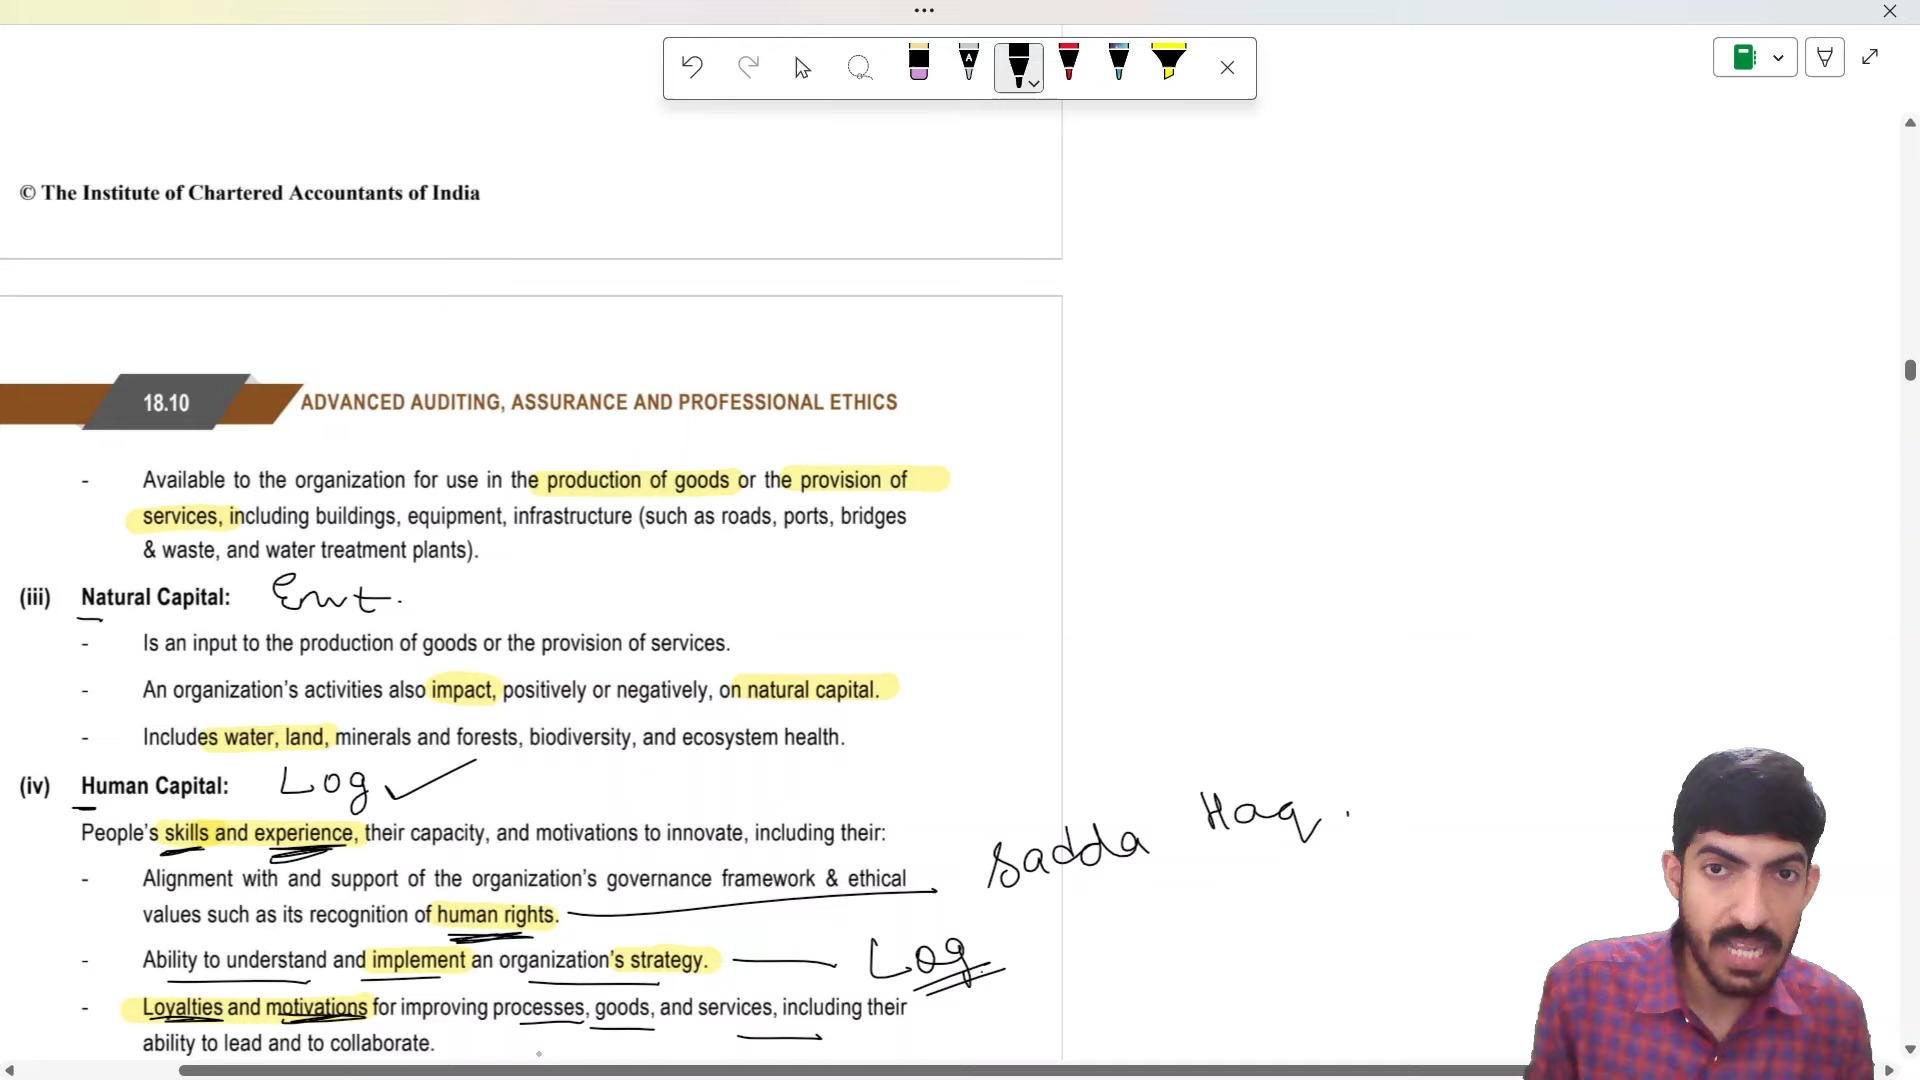 © The Institute of Chartered Accountants of India
18.10 ADVANCED AUDITING, ASSURANCE AND PROFESSIONAL ETHICS
- Available to the organization for use in the production of goods or the provision of
services, including buildings, equipment, infrastructure (such as roads, ports, bridges
& waste, and water treatment plants).
(iii) Natural Capital: Envt.
- Is an input to the production of goods or the provision of services.
- An organization's activities also impact, positively or negatively, on natural capital.
- Includes water, land, minerals and forests, biodiversity, and ecosystem health.
(iv) Human Capital: Log
People's skills and experience, their capacity, and motivations to innovate, including their:
Sadda Haq.
- Alignment with and support of the organization's governance framework & ethical
values such as its recognition of human rights.
- Ability to understand and implement an organization's strategy. Log
- Loyalties and motivations for improving processes, goods, and services, including their
ability to lead and to collaborate.